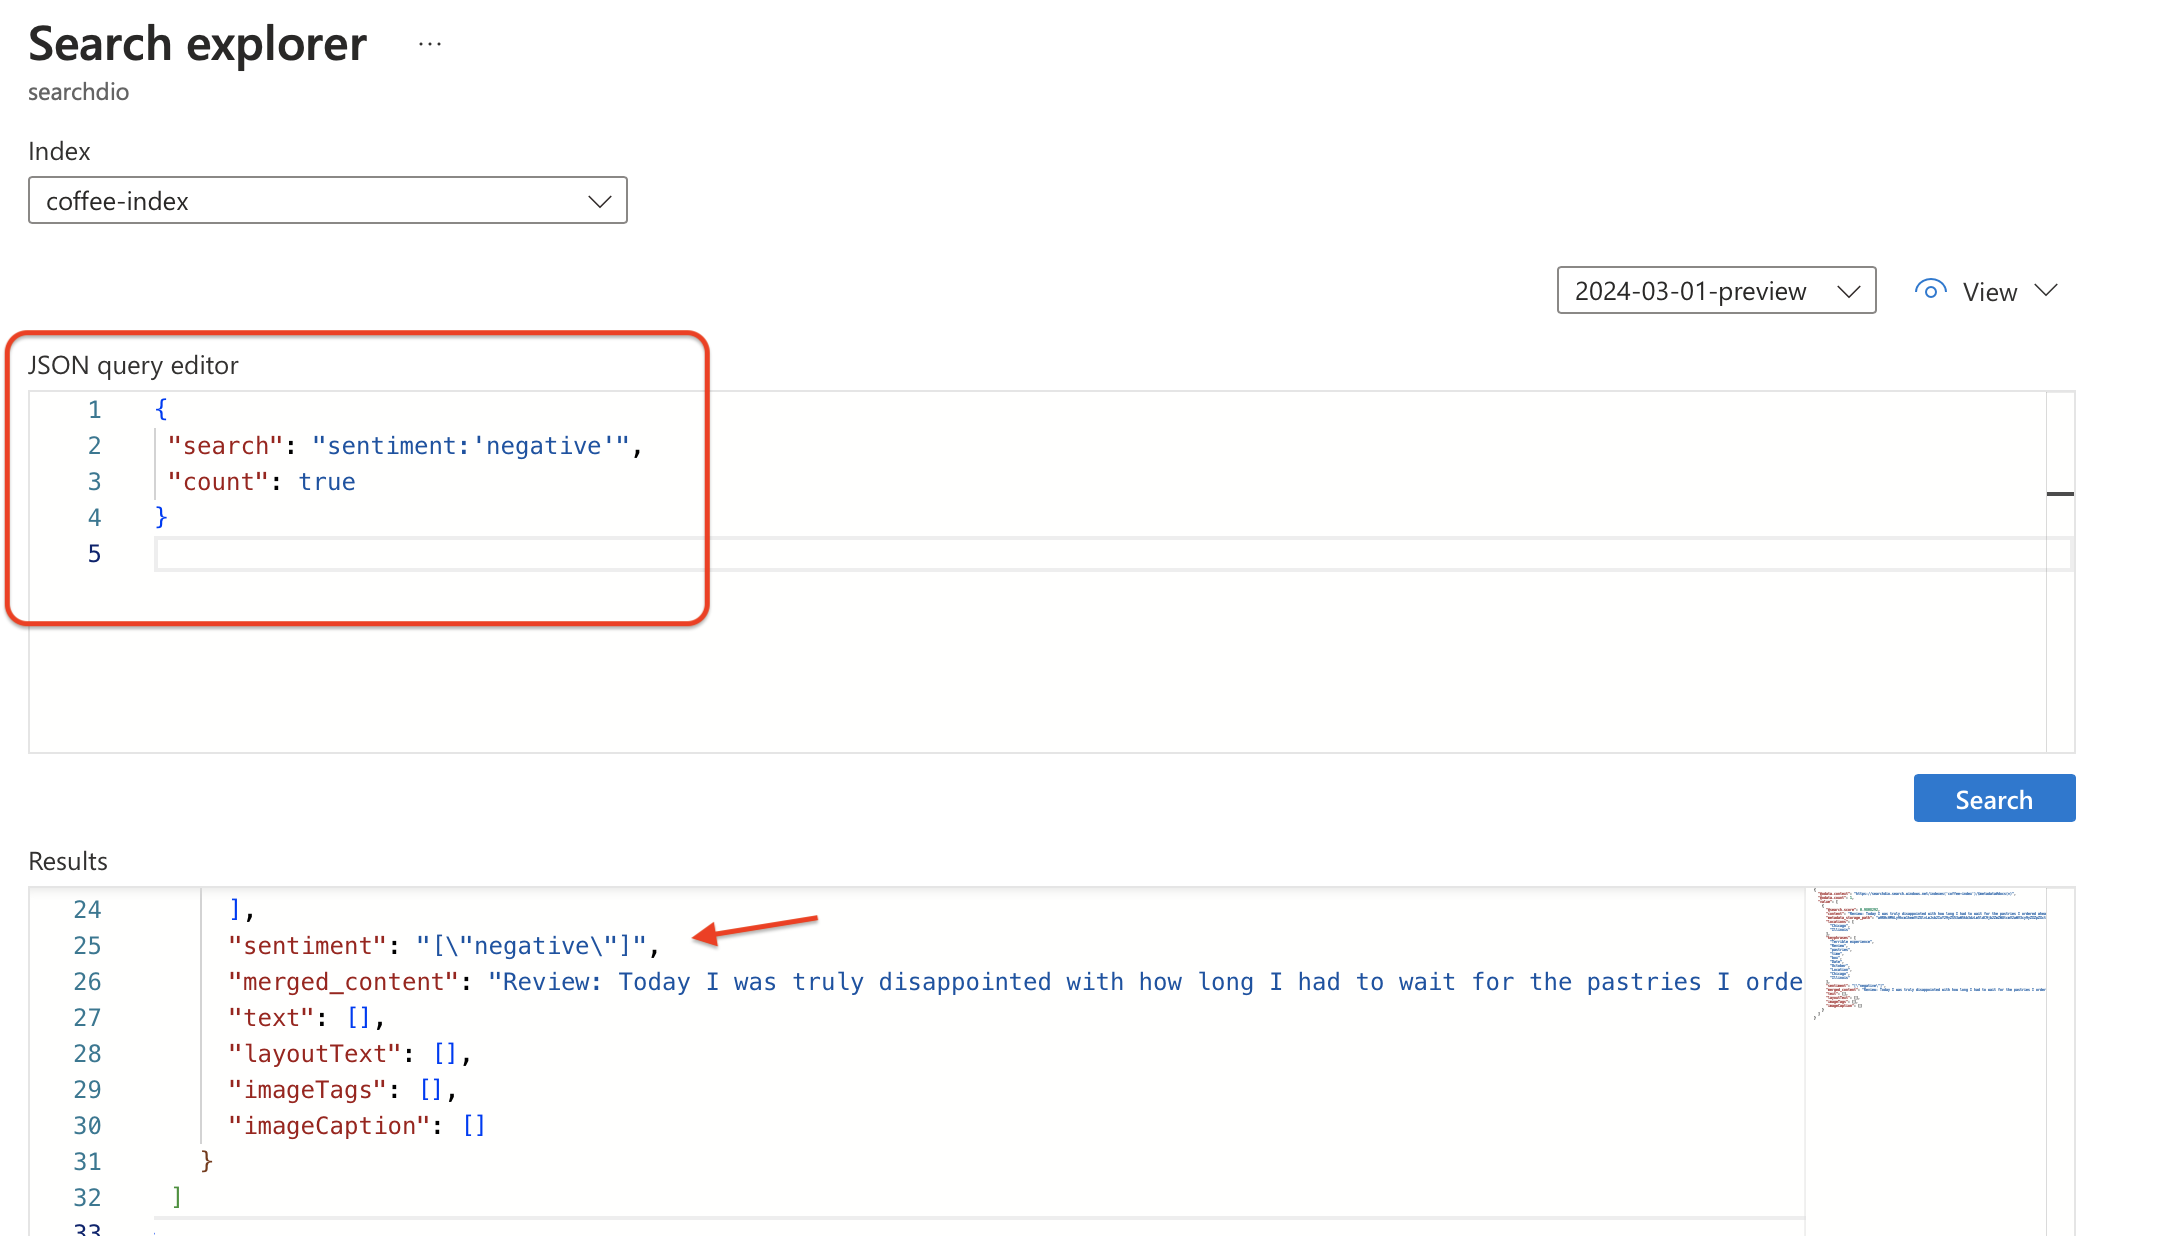 Search explorer ...
searchdio
Index
coffee-index
2024-03-01-preview
View
JSON query editor
1 {
2 "search": "sentiment:'negative'",
3 "count": true
4 }
5
Search
Results
24 ],
25 "sentiment": "[\"negative\"]",
26 "merged_content": "Review: Today I was truly disappointed with how long I had to wait for the pastries I orde
27 "text": [],
28 "layoutText": [],
29 "imageTags": [],
30 "imageCaption": []
31 }
32 ]
33